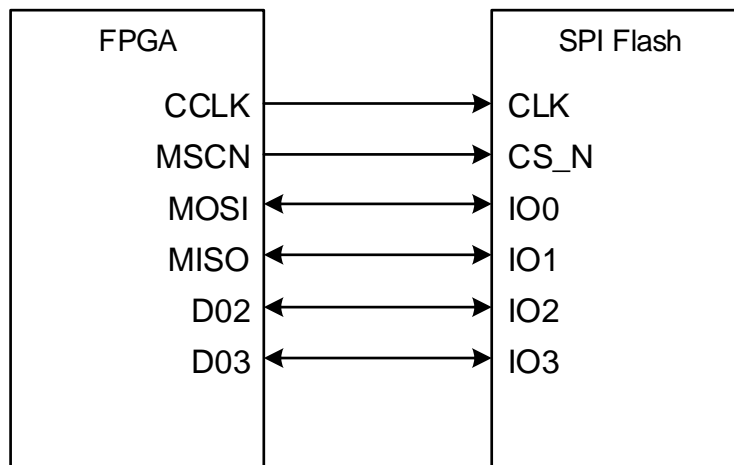 FPGA SPI Flash
CCLK CLK
MSCN CS_N
MOSI IO0
MISO IO1
D02 IO2
D03 IO3